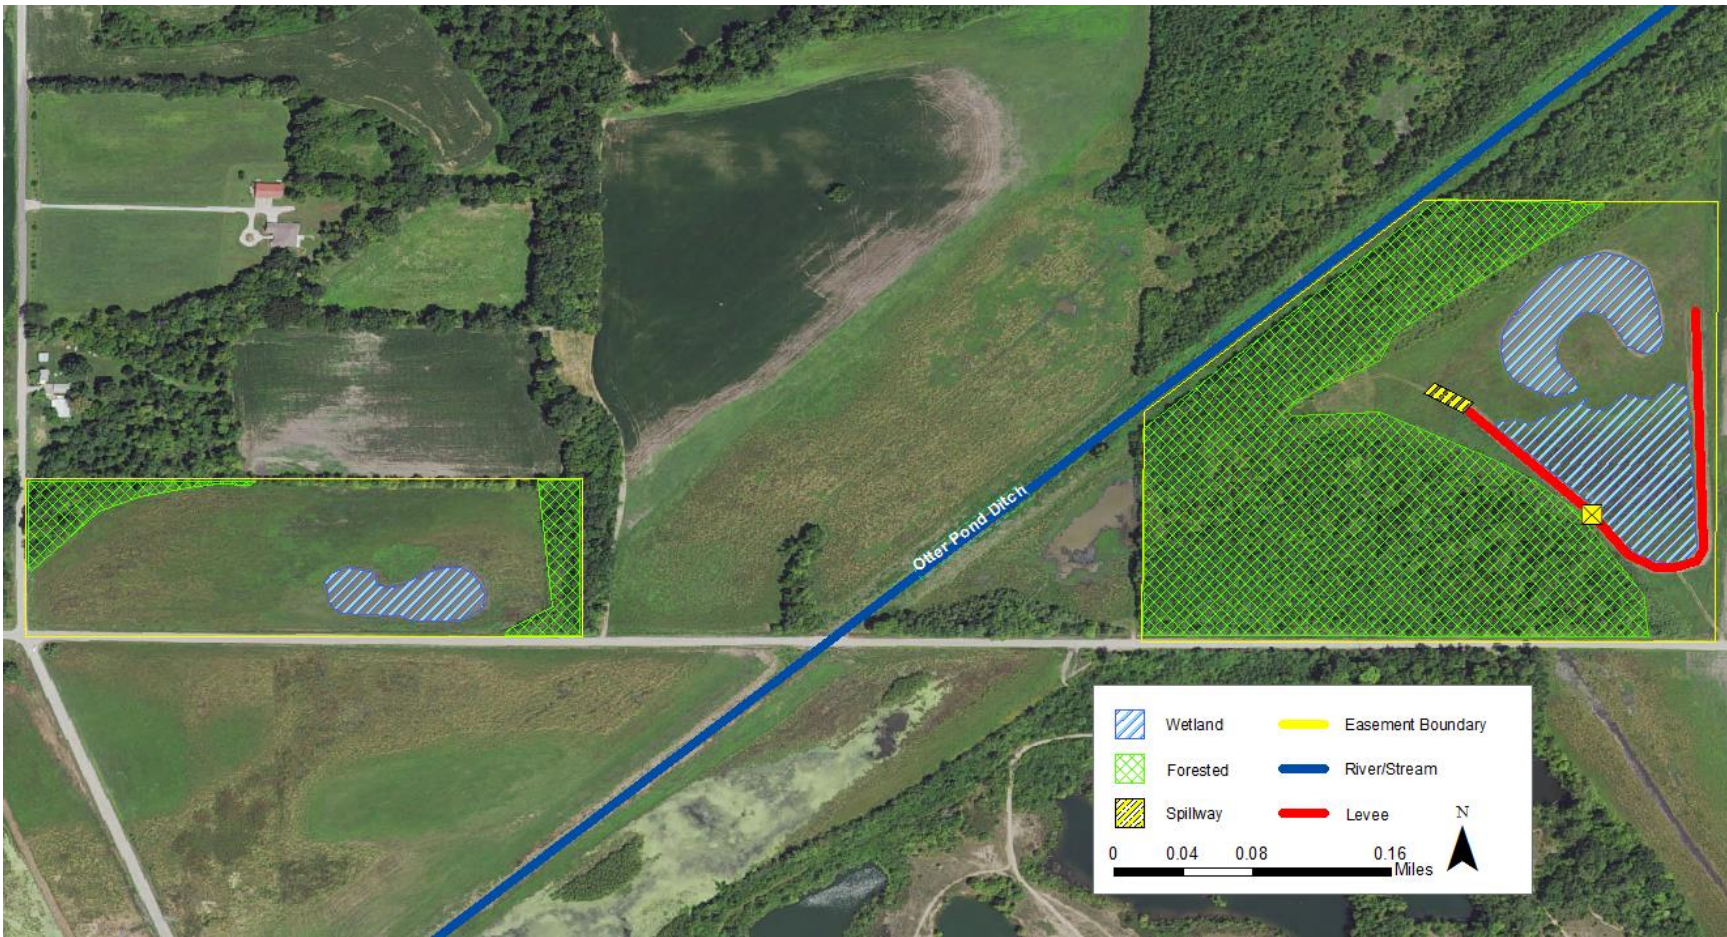 Otter Pond Ditch
Wetland
Easement Boundary
Forested
River/Stream
Spillway
Levee
N
0 0.04 0.08 0.16
Miles